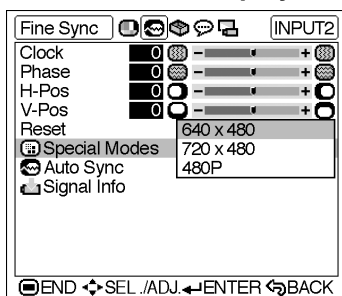 Fine Sync INPUT2
Clock 0 - +
Phase 0 - +
H-Pos 0 - +
V-Pos 0 - +
Reset 640 x 480
Special Modes 720 x 480
Auto Sync 480P
Signal Info
END SEL./ADJ. ENTER BACK